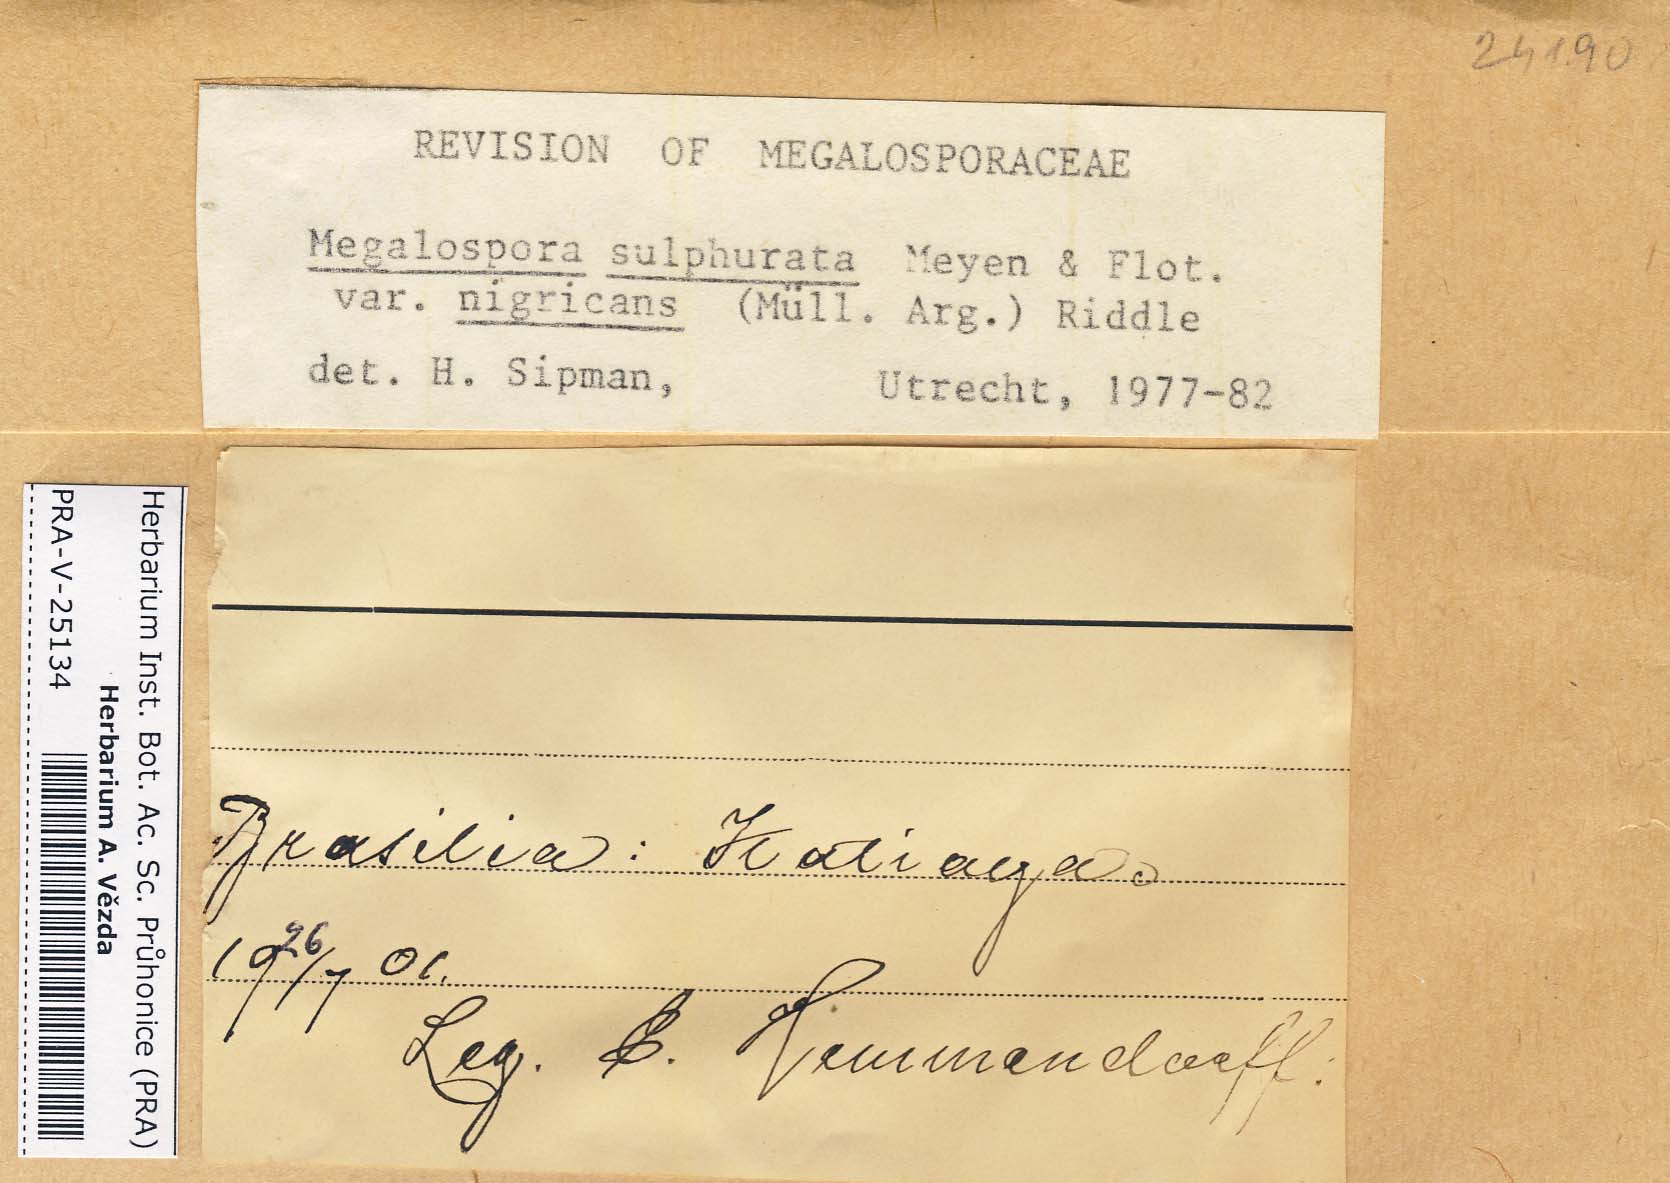 24190
REVISION OF MEGALOSPORACEAE
Megalospora sulphurata Meyen & Flot.
var. nigricans (Müll. Arg.) Riddle
det. H. Sipman, Utrecht, 1977-82
Herbarium Inst. Bot. Ac. Sc. Průhonice (PRA)
Herbarium A. Vězda
PRA-V-25134
Brasilia: Itatiaya.
19 26/7 01.
Leg. E. Hemmendorff.